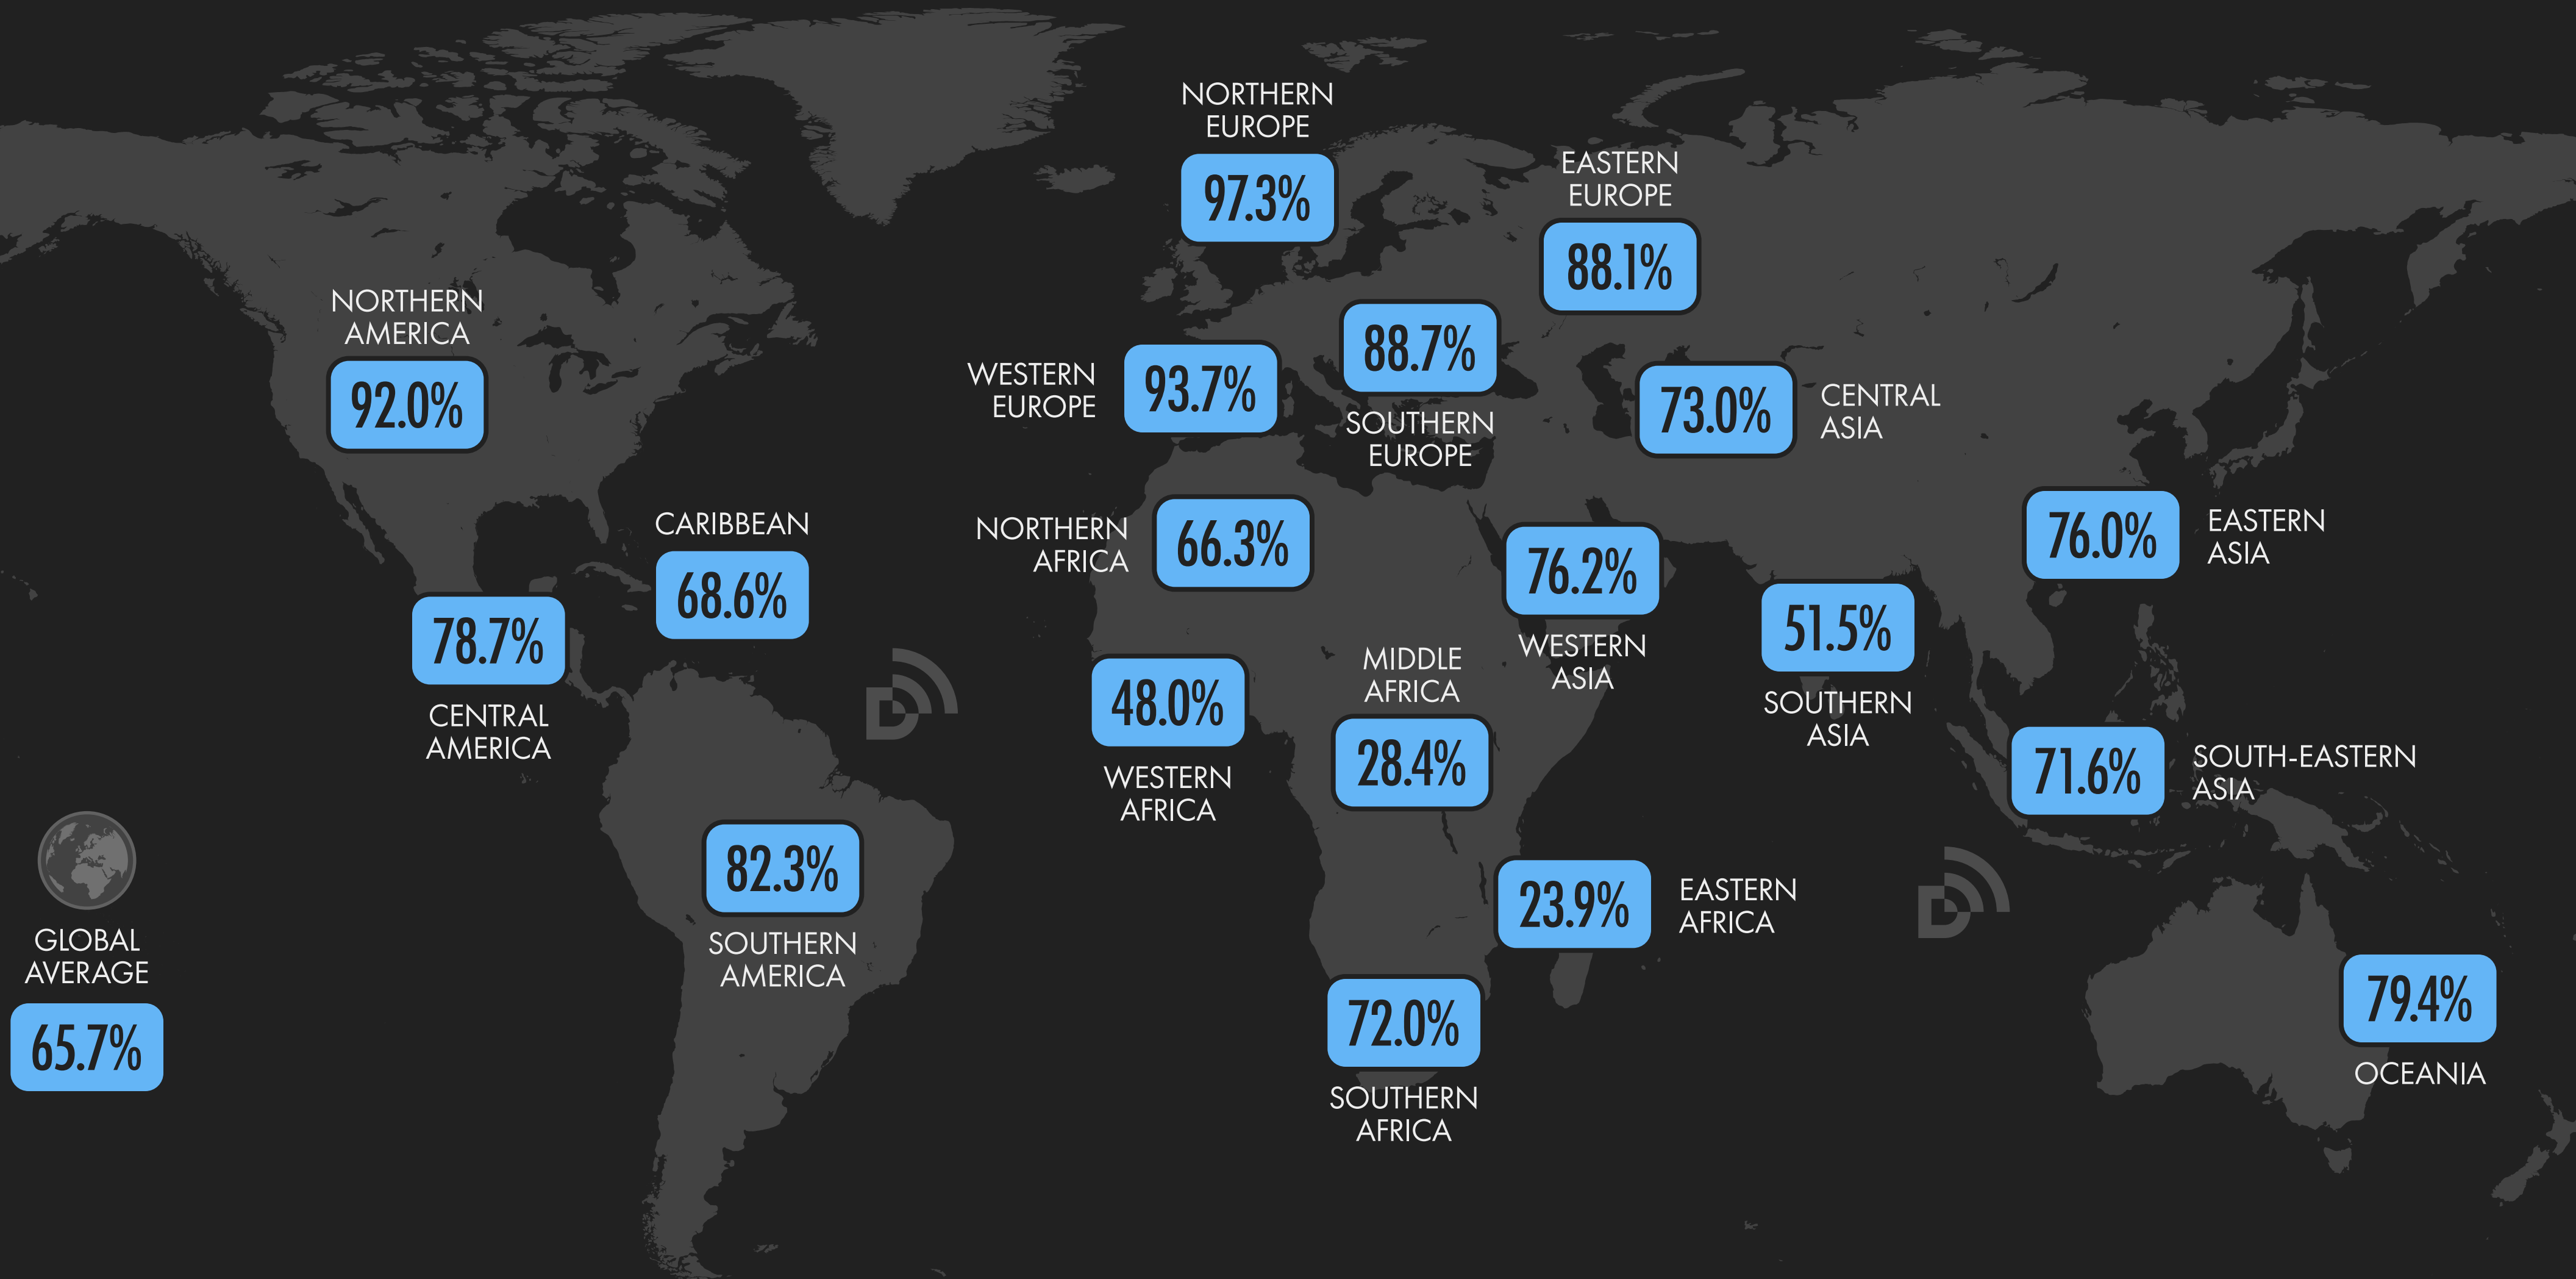 NORTHERN
EUROPE
97.3%
EASTERN
EUROPE
88.1%
NORTHERN
AMERICA
92.0%
WESTERN
EUROPE
93.7%
88.7%
SOUTHERN
EUROPE
73.0%
CENTRAL
ASIA
CARIBBEAN
68.6%
NORTHERN
AFRICA
66.3%
76.2%
WESTERN
ASIA
76.0%
EASTERN
ASIA
51.5%
SOUTHERN
ASIA
78.7%
CENTRAL
AMERICA
48.0%
WESTERN
AFRICA
MIDDLE
AFRICA
28.4%
71.6%
SOUTH-EASTERN
ASIA
82.3%
SOUTHERN
AMERICA
23.9%
EASTERN
AFRICA
GLOBAL
AVERAGE
65.7%
72.0%
SOUTHERN
AFRICA
79.4%
OCEANIA